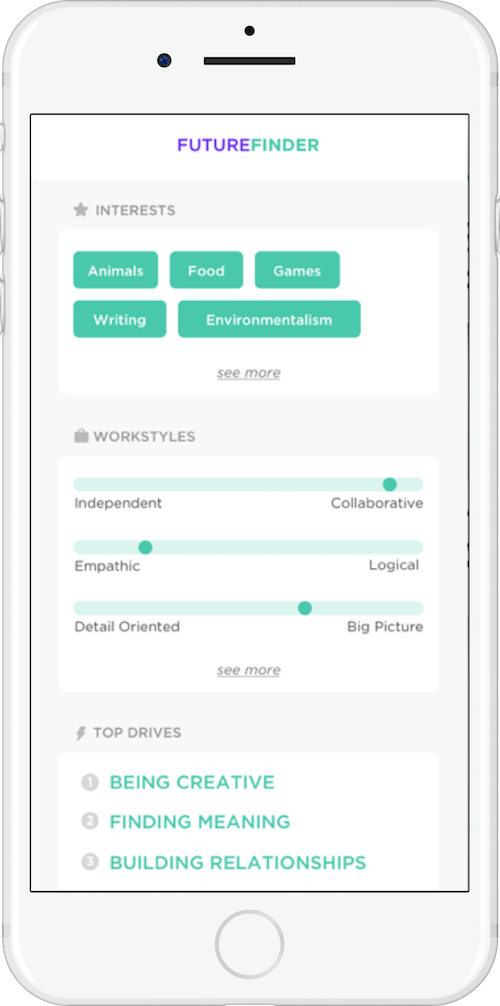 FUTUREFINDER
INTERESTS
Animals Food Games
Writing Environmentalism
see more
WORKSTYLES
Independent Collaborative
Empathic Logical
Detail Oriented Big Picture
see more
TOP DRIVES
1 BEING CREATIVE
2 FINDING MEANING
3 BUILDING RELATIONSHIPS